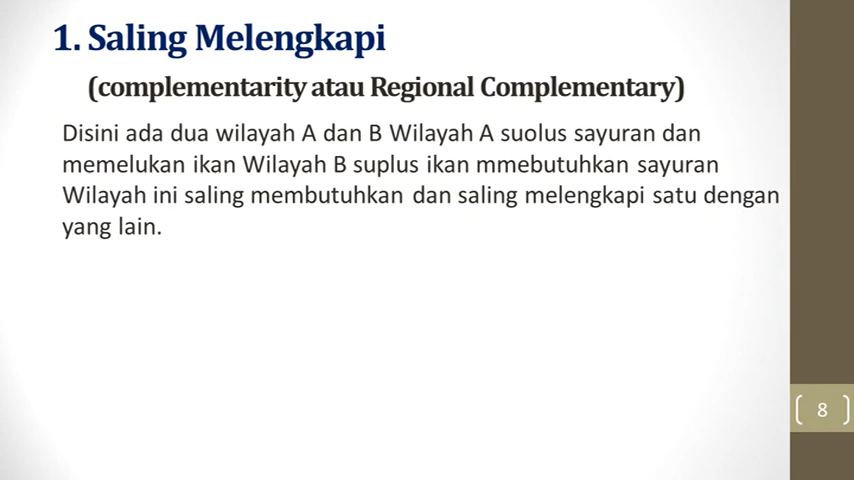 1. Saling Melengkapi
(complementarity atau Regional Complementary)
Disini ada dua wilayah A dan B Wilayah A suolus sayuran dan
memelukan ikan Wilayah B suplus ikan mmebutuhkan sayuran
Wilayah ini saling membutuhkan dan saling melengkapi satu dengan
yang lain.
8